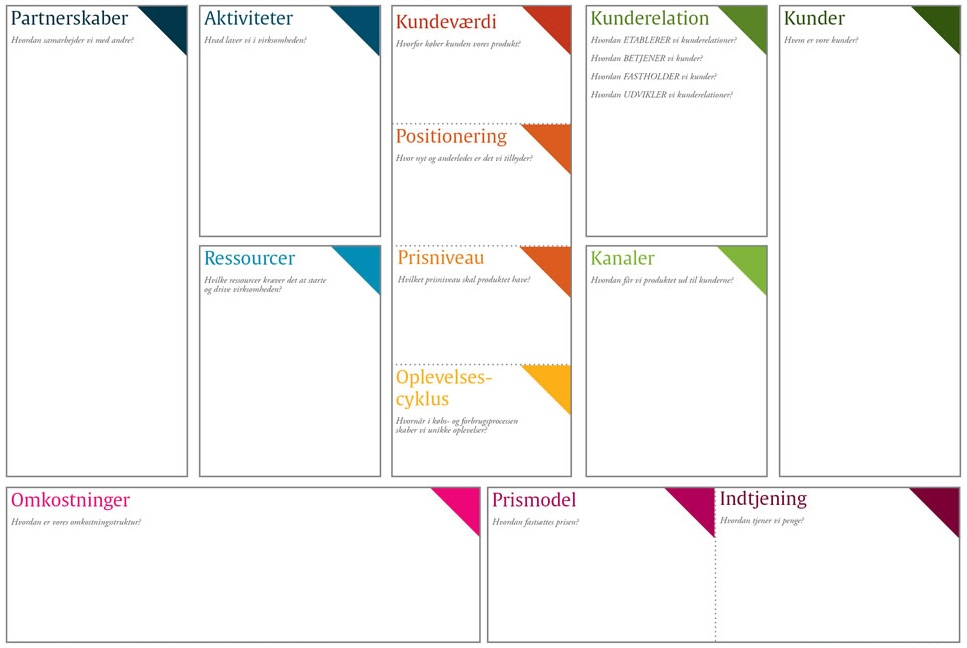 Partnerskaber
Hvordan samarbejder vi med andre?
Aktiviteter
Hvad laver vi i virksomheden?
Ressourcer
Hvilke ressourcer kræver det at starte
og drive virksomheden?
Kundeværdi
Hvorfor køber kunden vores produkt?
Positionering
Hvor nyt og anderledes er det vi tilbyder?
Prisniveau
Hvilket prisniveau skal produktet have?
Oplevelses-
cyklus
Hvornår i købs- og forbrugsprocessen
skaber vi unikke oplevelser?
Kunderelation
Hvordan ETABLERER vi kunderelationer?
Hvordan BETJENER vi kunder?
Hvordan FASTHOLDER vi kunder?
Hvordan UDVIKLER vi kunderelationer?
Kanaler
Hvordan får vi produktet ud til kunderne?
Kunder
Hvem er vore kunder?
Omkostninger
Hvordan er vores omkostningsstruktur?
Prismodel
Hvordan fastsættes prisen?
Indtjening
Hvordan tjener vi penge?